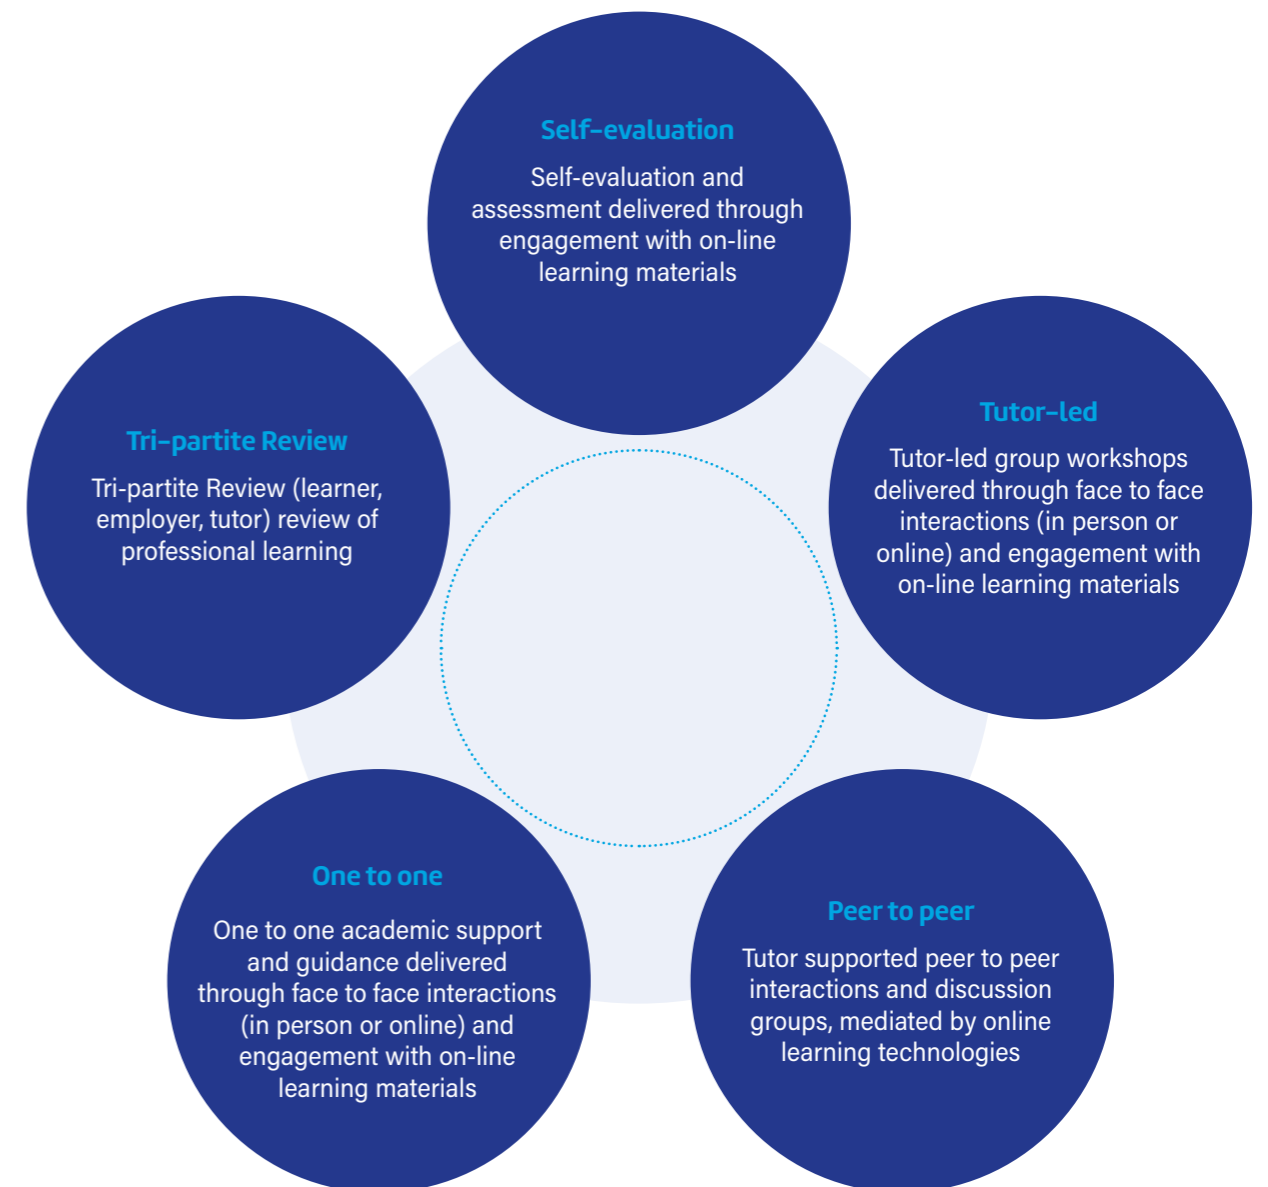 Self-evaluation
Self-evaluation and
assessment delivered through
engagement with on-line
learning materials
Tutor-led
Tutor-led group workshops
delivered through face to face
interactions (in person or
online) and engagement with
on-line learning materials
Peer to peer
Tutor supported peer to peer
interactions and discussion
groups, mediated by online
learning technologies
One to one
One to one academic support
and guidance delivered
through face to face interactions
(in person or online) and
engagement with on-line
learning materials
Tri-partite Review
Tri-partite Review (learner,
employer, tutor) review of
professional learning